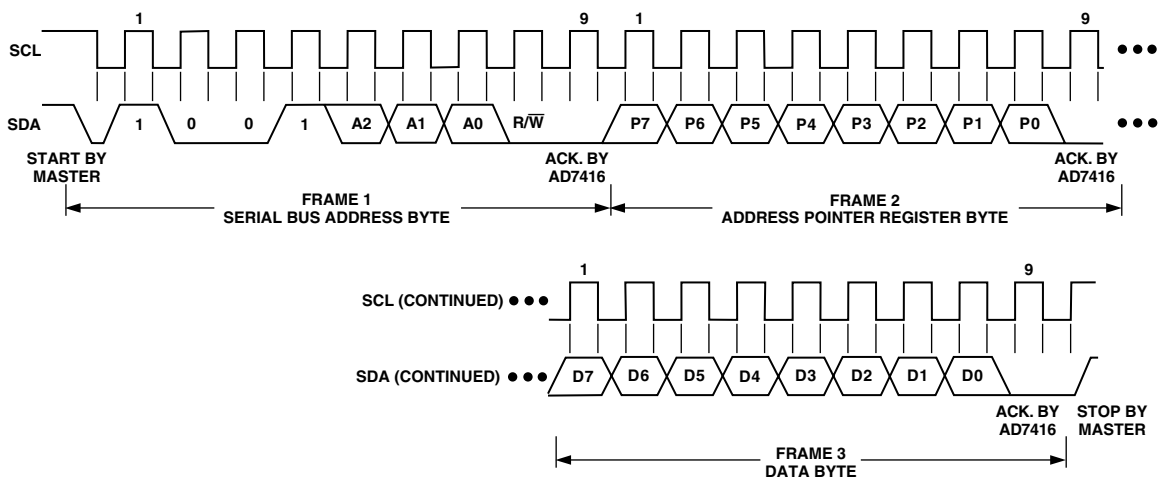 1 9 1 9
SCL
SDA 1 0 0 1 A2 A1 A0 R/W̅ P7 P6 P5 P4 P3 P2 P1 P0
START BY
MASTER
ACK. BY
AD7416
ACK. BY
AD7416
FRAME 1
SERIAL BUS ADDRESS BYTE
FRAME 2
ADDRESS POINTER REGISTER BYTE
1 9
SCL (CONTINUED)
SDA (CONTINUED) D7 D6 D5 D4 D3 D2 D1 D0
ACK. BY
AD7416
STOP BY
MASTER
FRAME 3
DATA BYTE